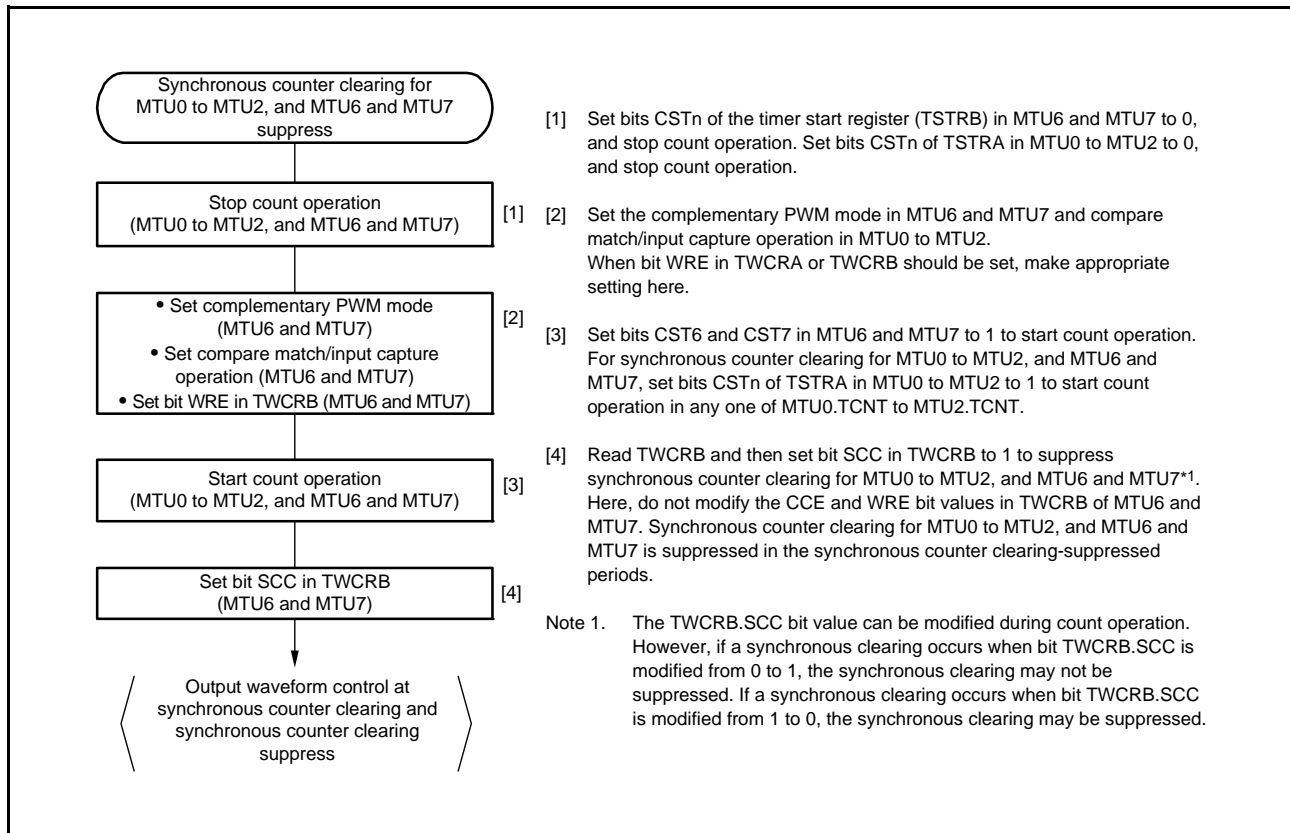 Synchronous counter clearing for
MTU0 to MTU2, and MTU6 and MTU7
suppress
Stop count operation
(MTU0 to MTU2, and MTU6 and MTU7)
[1]
• Set complementary PWM mode
(MTU6 and MTU7)
• Set compare match/input capture
operation (MTU6 and MTU7)
• Set bit WRE in TWCRB (MTU6 and MTU7)
[2]
Start count operation
(MTU0 to MTU2, and MTU6 and MTU7)
[3]
Set bit SCC in TWCRB
(MTU6 and MTU7)
[4]
Output waveform control at
synchronous counter clearing and
synchronous counter clearing
suppress
[1] Set bits CSTn of the timer start register (TSTRB) in MTU6 and MTU7 to 0,
and stop count operation. Set bits CSTn of TSTRA in MTU0 to MTU2 to 0,
and stop count operation.
[2] Set the complementary PWM mode in MTU6 and MTU7 and compare
match/input capture operation in MTU0 to MTU2.
When bit WRE in TWCRA or TWCRB should be set, make appropriate
setting here.
[3] Set bits CST6 and CST7 in MTU6 and MTU7 to 1 to start count operation.
For synchronous counter clearing for MTU0 to MTU2, and MTU6 and
MTU7, set bits CSTn of TSTRA in MTU0 to MTU2 to 1 to start count
operation in any one of MTU0.TCNT to MTU2.TCNT.
[4] Read TWCRB and then set bit SCC in TWCRB to 1 to suppress
synchronous counter clearing for MTU0 to MTU2, and MTU6 and MTU7*1.
Here, do not modify the CCE and WRE bit values in TWCRB of MTU6 and
MTU7. Synchronous counter clearing for MTU0 to MTU2, and MTU6 and
MTU7 is suppressed in the synchronous counter clearing-suppressed
periods.
Note 1. The TWCRB.SCC bit value can be modified during count operation.
However, if a synchronous clearing occurs when bit TWCRB.SCC is
modified from 0 to 1, the synchronous clearing may not be
suppressed. If a synchronous clearing occurs when bit TWCRB.SCC
is modified from 1 to 0, the synchronous clearing may be suppressed.